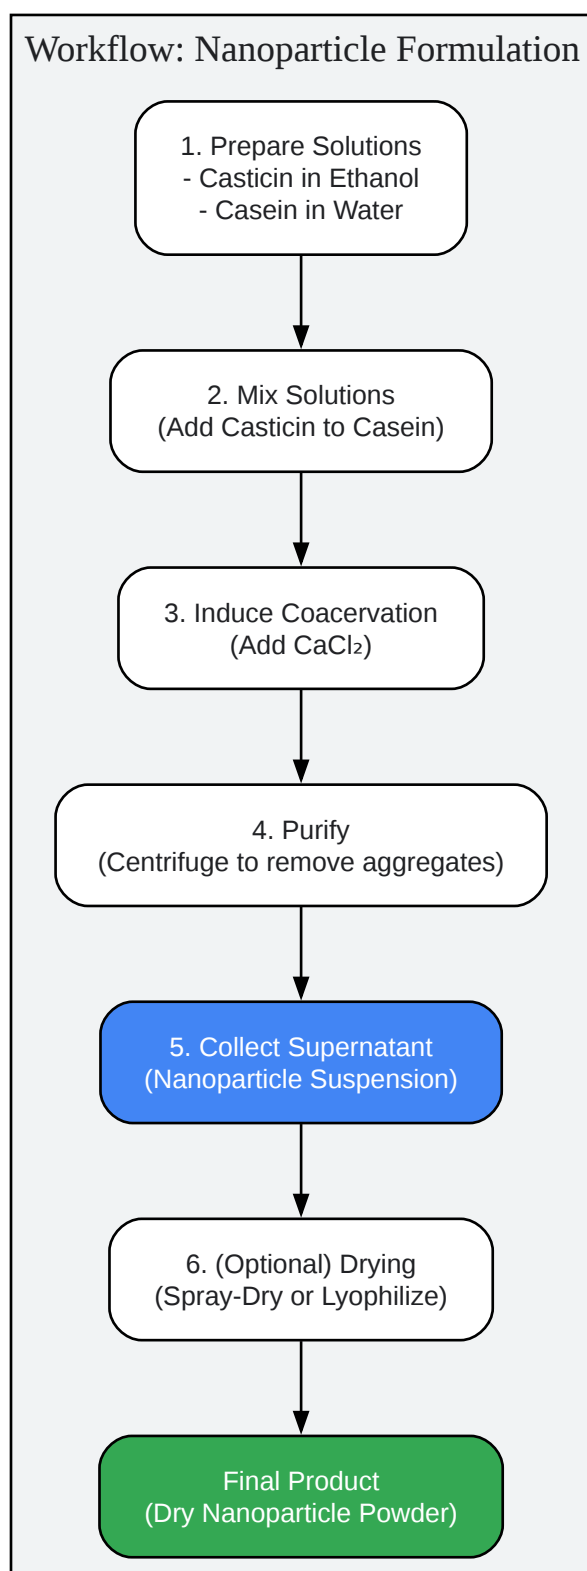 Workflow: Nanoparticle Formulation
1. Prepare Solutions
- Casticin in Ethanol
- Casein in Water
2. Mix Solutions
(Add Casticin to Casein)
3. Induce Coacervation
(Add CaCl₂)
4. Purify
(Centrifuge to remove aggregates)
5. Collect Supernatant
(Nanoparticle Suspension)
6. (Optional) Drying
(Spray-Dry or Lyophilize)
Final Product
(Dry Nanoparticle Powder)